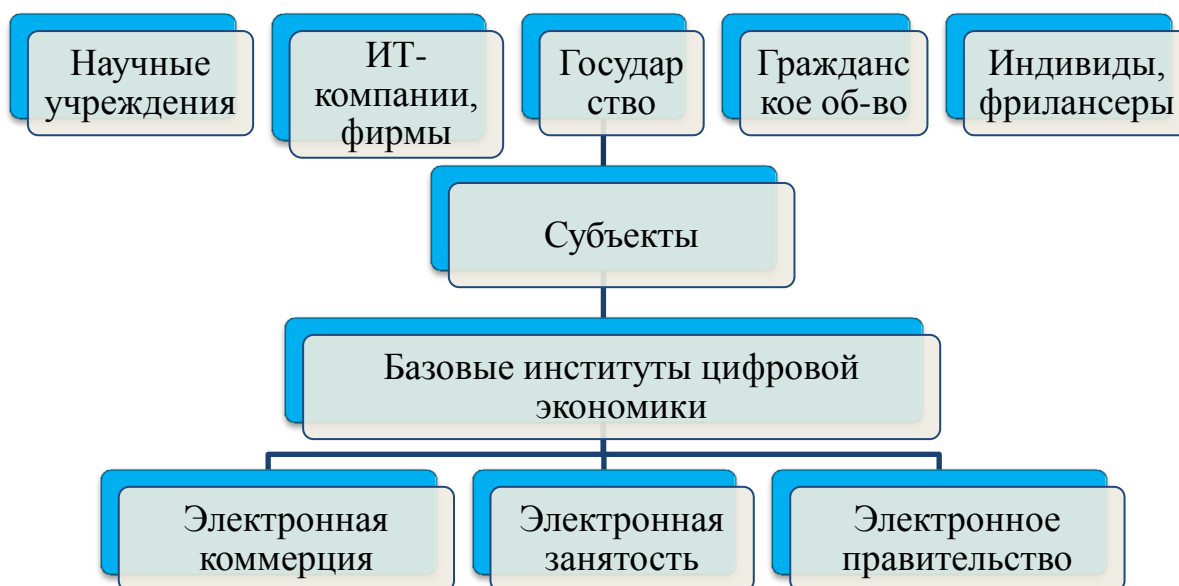 Научные
учреждения
ИТ-
компании,
фирмы
Государ
ство
Гражданс
кое об-во
Индивиды,
фрилансеры
Субъекты
Базовые институты цифровой
экономики
Электронная
коммерция
Электронная
занятость
Электронное
правительство